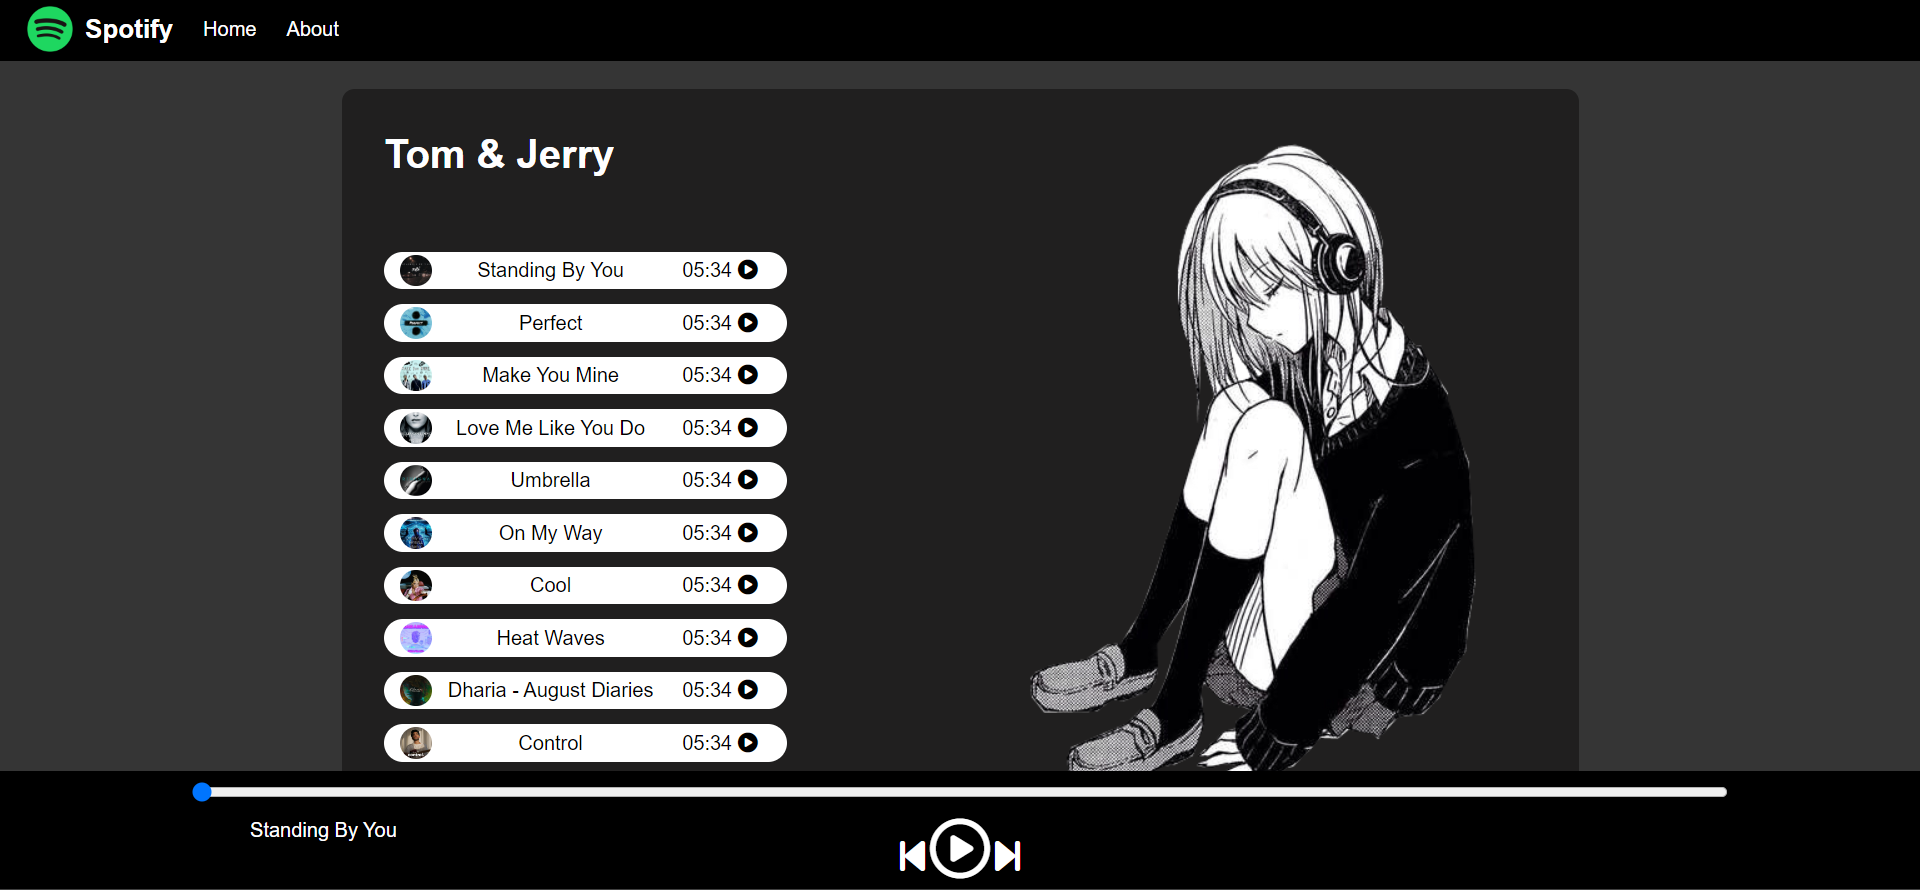 Spotify Home About
Tom & Jerry
Standing By You 05:34
Perfect 05:34
Make You Mine 05:34
Love Me Like You Do 05:34
Umbrella 05:34
On My Way 05:34
Cool 05:34
Heat Waves 05:34
Dharia - August Diaries 05:34
Control 05:34
Standing By You